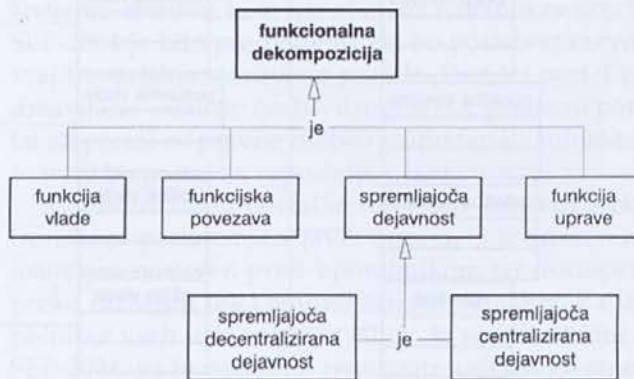 funkcionalna
dekompozicija
je
funkcija
vlade
funkcijska
povezava
spremljajoča
dejavnost
funkcija
uprave
spremljajoča
decentralizirana
dejavnost
je
spremljajoča
centralizirana
dejavnost